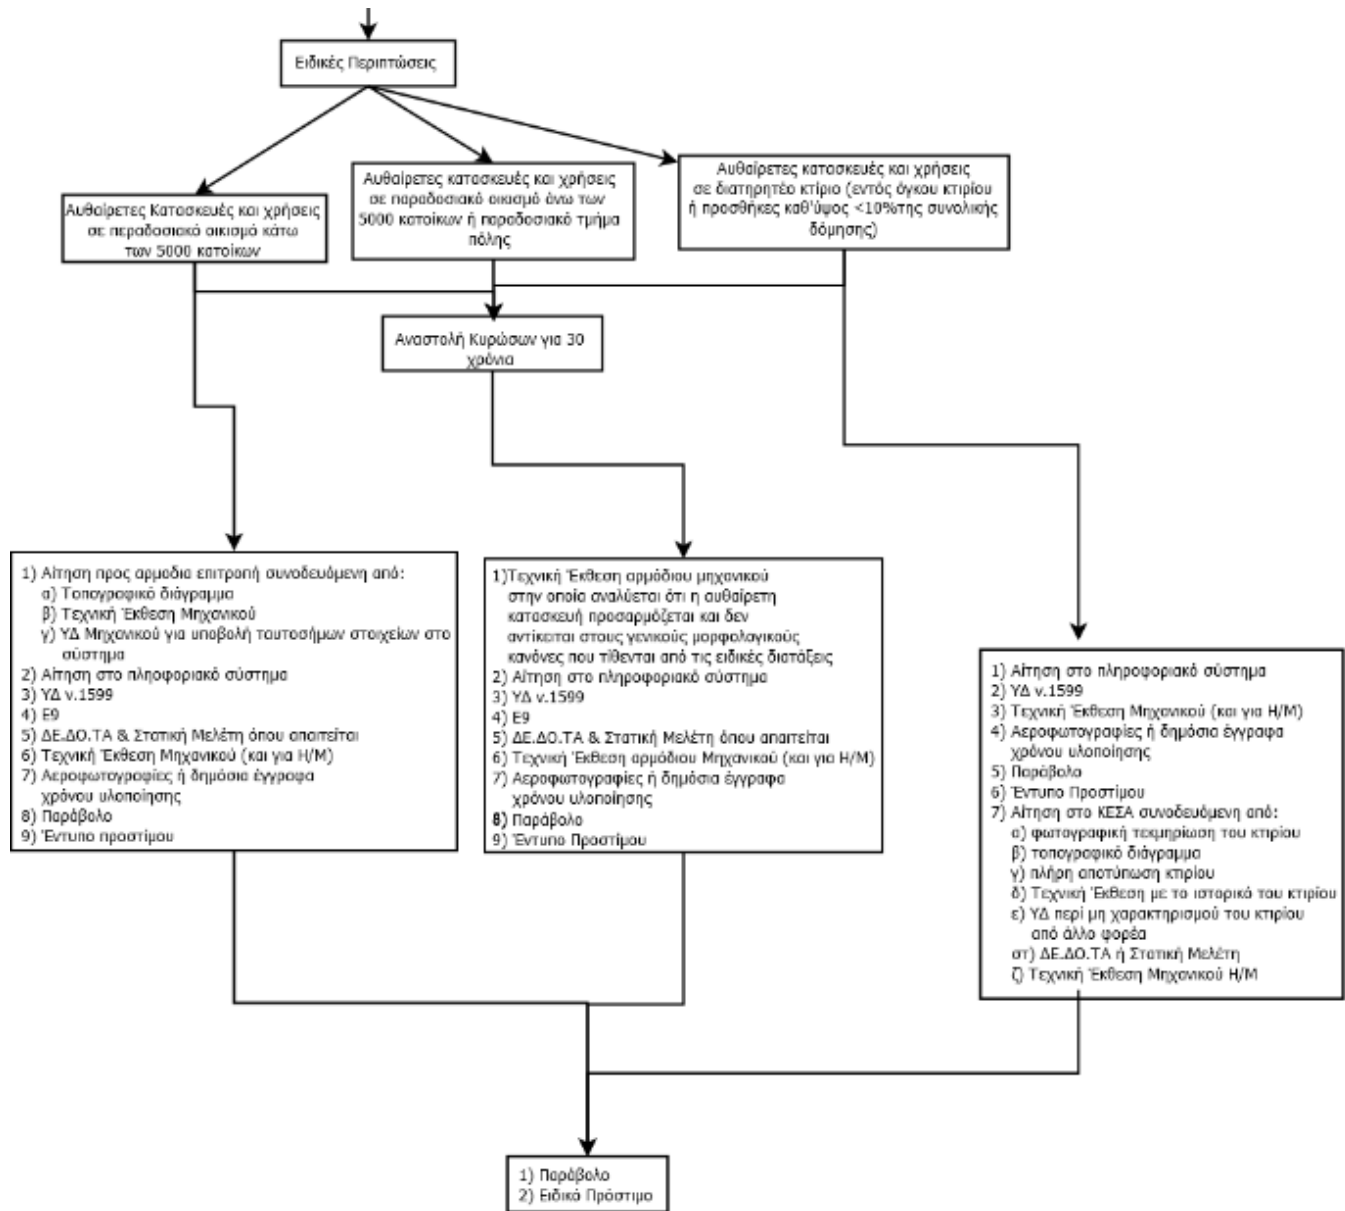 Ειδικές Περιπτώσεις
Αυθαίρετες Κατασκευές και χρήσεις
σε περαδοσιακό οικισμό κάτω
των 5000 κατοίκων
Αυθαίρετες κατασκευές και χρήσεις
σε παραδοσιακό οικισμό άνω των
5000 κατοίκων ή παραδοσιακό τμήμα
πόλης
Αυθαίρετες κατασκευές και χρήσεις
σε διατηρητέο κτίριο (εντός όγκου κτιρίου
ή προσθήκες καθ'ύψος <10%της συνολικής
δόμησης)
Αναστολή Κυρώσων για 30
χρόνια
1) Αίτηση προς αρμοδια επιτροπή συνοδευόμενη από:
α) Τοπογραφικό διάγραμμα
β) Τεχνική Έκθεση Μηχανικού
γ) ΥΔ Μηχανικού για υποβολή ταυτοσήμων στοιχείων στο
σύστημα
2) Αίτηση στο πληοφοριακό σύστημα
3) ΥΔ ν.1599
4) Ε9
5) ΔΕ.ΔΟ.ΤΑ & Στατική Μελέτη όπου απαιτείται
6) Τεχνική Έκθεση Μηχανικού (και για Η/Μ)
7) Αεροφωτογραφίες ή δημόσια έγγραφα
χρόνου υλοποίησης
8) Παράβολο
9) Έντυπο προστίμου
1)Τεχνική Έκθεση αρμόδιου μηχανικού
στην οποία αναλύεται ότι η αυθαίρετη
κατασκευή προσαρμόζεται και δεν
αντίκειται στους γενικούς μορφολογικούς
κανόνες που τίθενται από τις ειδικές διατάξεις
2) Αίτηση στο πληροφοριακό σύστημα
3) ΥΔ ν.1599
4) Ε9
5) ΔΕ.ΔΟ.ΤΑ & Στατική Μελέτη όπου απαιτείται
6) Τεχνική Έκθεση αρμόδιου Μηχανικού (και για Η/Μ)
7) Αεροφωτογραφίες ή δημόσια έγγραφα
χρόνου υλοποίησης
8) Παράβολο
9) Έντυπο Προστίμου
1) Αίτηση στο πληροφοριακό σύστημα
2) ΥΔ ν.1599
3) Τεχνική Έκθεση Μηχανικού (και για Η/Μ)
4) Αεροφωτογραφίες ή δημόσια έγγραφα
χρόνου υλοποίησης
5) Παράβολο
6) Έντυπο Προστίμου
7) Αίτηση στο ΚΕΣΑ συνοδευόμενη από:
α) φωτογραφική τεκμηρίωση του κτιρίου
β) τοπογραφικό διάγραμμα
γ) πλήρη αποτύπωση κτιρίου
δ) Τεχνική Έκθεση με το ιστορικό του κτιρίου
ε) ΥΔ περί μη χαρακτηρισμού του κτιρίου
από άλλο φορέα
στ) ΔΕ.ΔΟ.ΤΑ ή Στατική Μελέτη
ζ) Τεχνική Έκθεση Μηχανικού Η/Μ
1) Παράβολο
2) Ειδικό Πρόστιμο